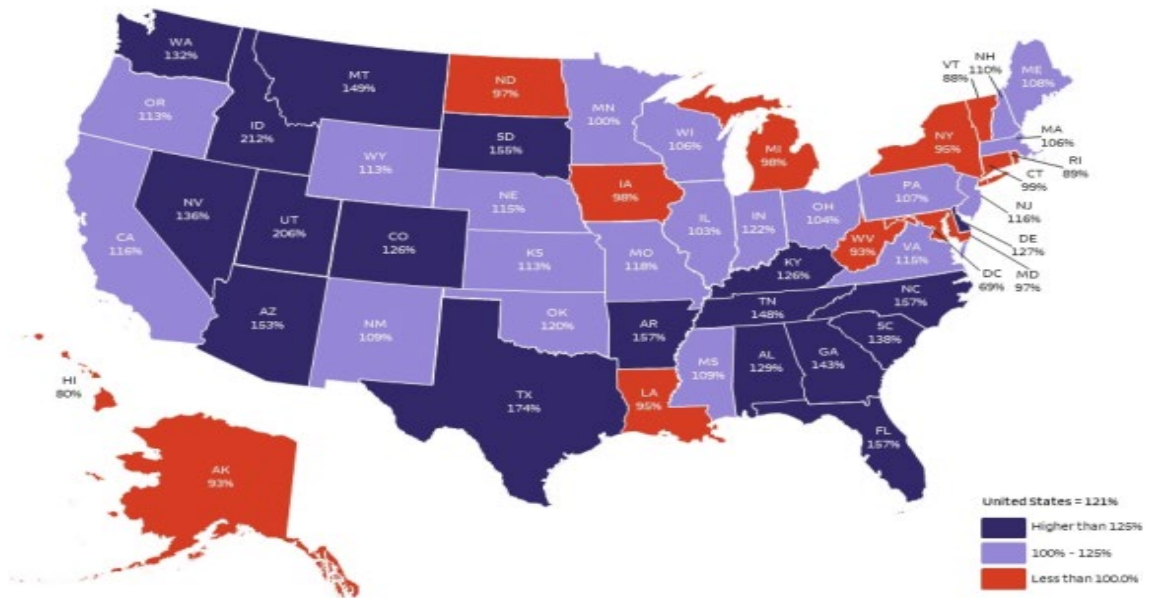 WA
132%
MT
149%
ND
97%
MN
100%
VT
88%
NH
110%
ME
108%
OR
113%
ID
212%
SD
155%
WI
106%
MI
98%
NY
95%
MA
106%
RI
89%
CT
99%
WY
113%
NE
115%
IA
98%
PA
107%
NJ
116%
NV
136%
UT
206%
CO
126%
IL
103%
IN
122%
OH
104%
WV
93%
VA
115%
DE
127%
MD
97%
DC
69%
CA
116%
KS
113%
MO
118%
KY
126%
NC
157%
TN
148%
AZ
153%
NM
109%
OK
120%
AR
157%
SC
138%
MS
109%
AL
129%
GA
143%
HI
80%
TX
174%
LA
95%
FL
157%
AK
93%
United States = 121%
Higher than 125%
100% - 125%
Less than 100.0%